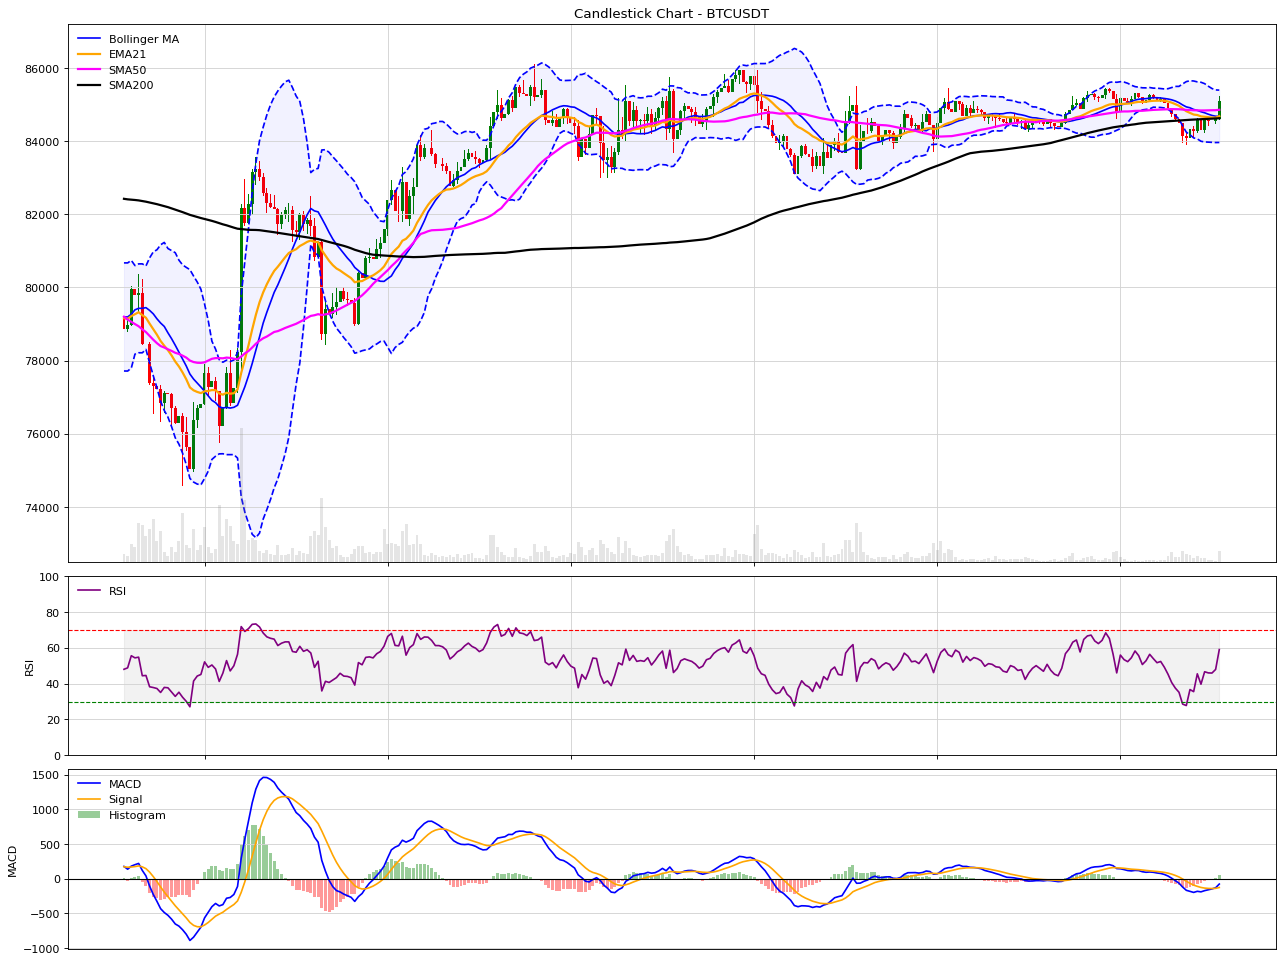 Candlestick Chart - BTCUSDT
Bollinger MA
EMA21
SMA50
SMA200
86000
84000
82000
80000
78000
76000
74000
RSI
100
80
60
40
20
0
RSI
MACD
Signal
Histogram
1500
1000
500
0
−500
−1000
MACD